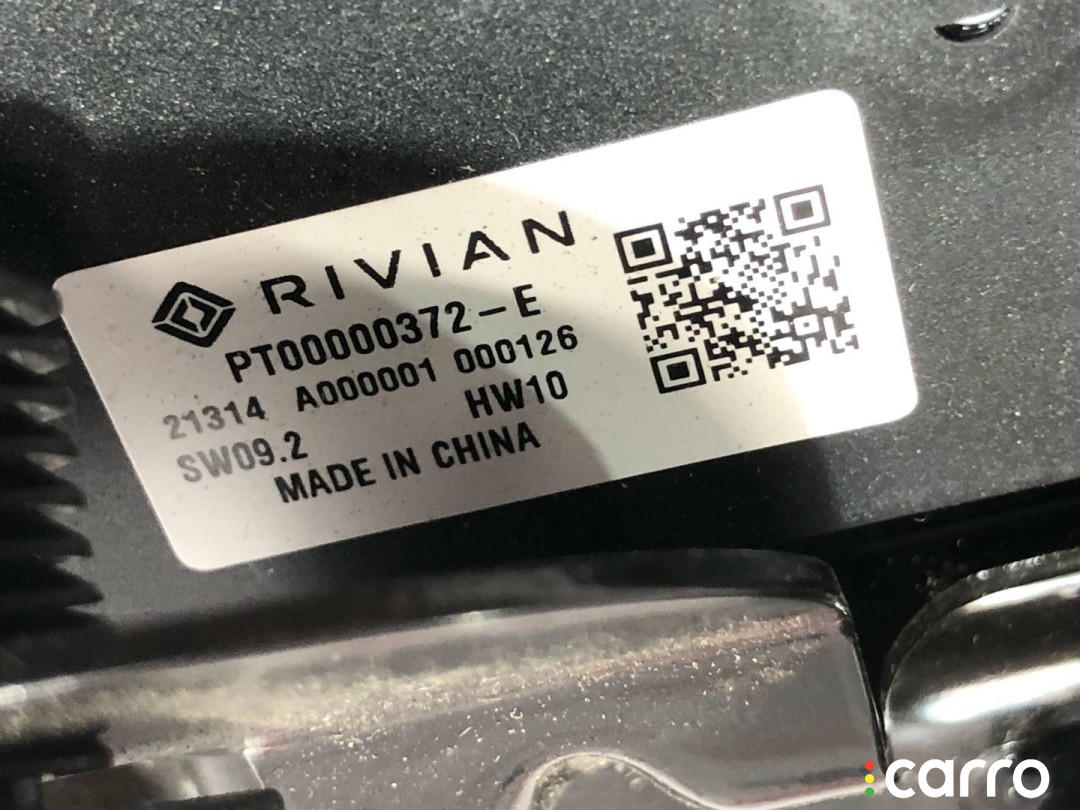 RIVIAN
PT00000372-E
21314 A000001 000126
SW09.2 HW10
MADE IN CHINA
carro